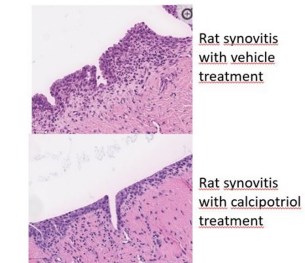 Rat synovitis
with vehicle
treatment
Rat synovitis
with calcipotriol
treatment